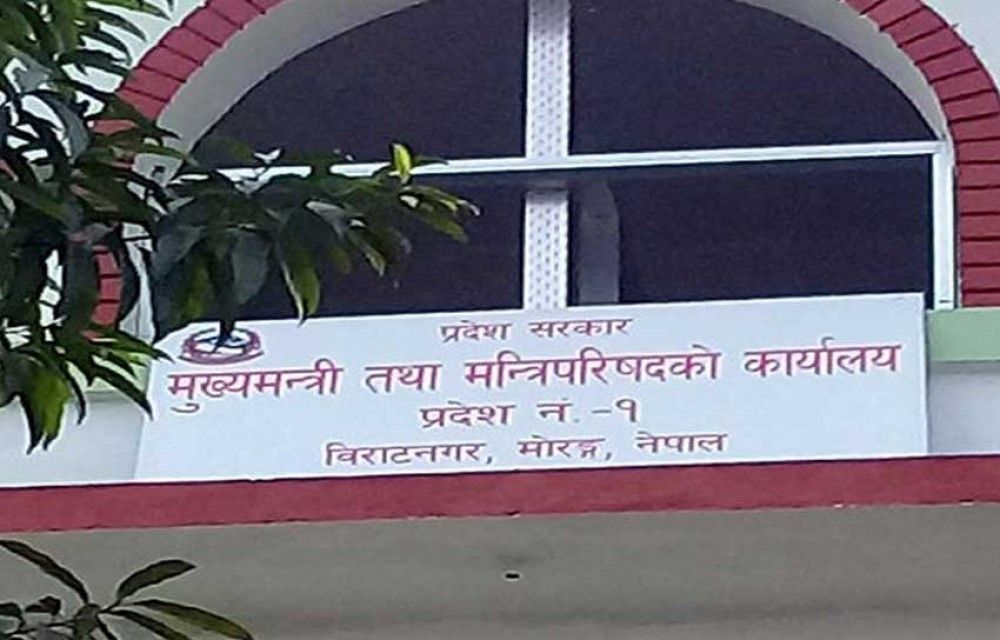 प्रदेश सरकार
मुख्यमन्त्री तथा मन्त्रिपरिषदको कार्यालय
प्रदेश नं.-१
विराटनगर, मोरङ्ग, नेपाल